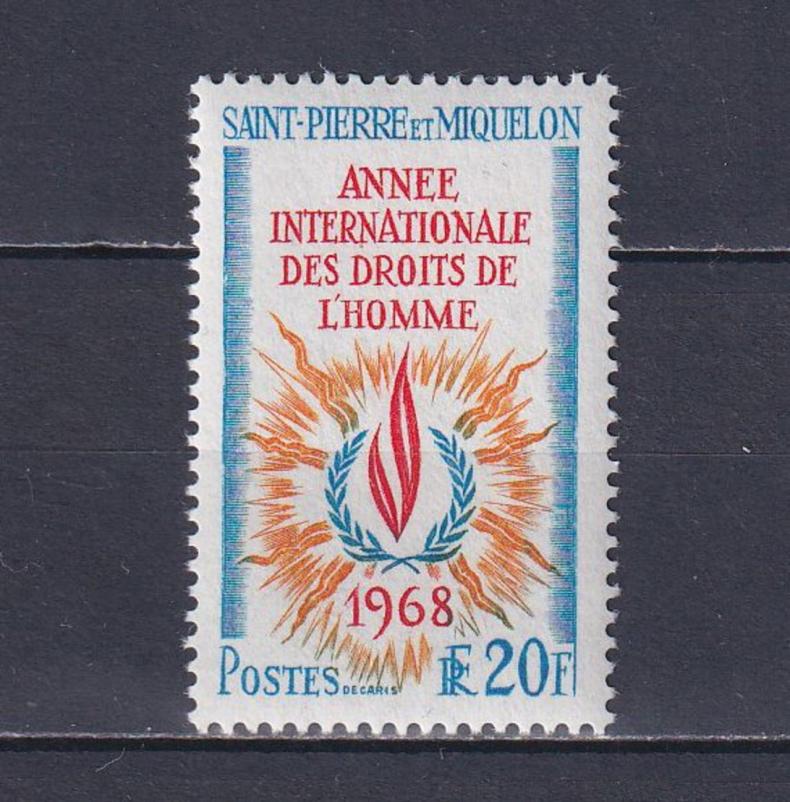 SAINT-PIERRE ET MIQUELON
ANNEE
INTERNATIONALE
DES DROITS DE
L'HOMME
1968
POSTES DECARIS RF 20F